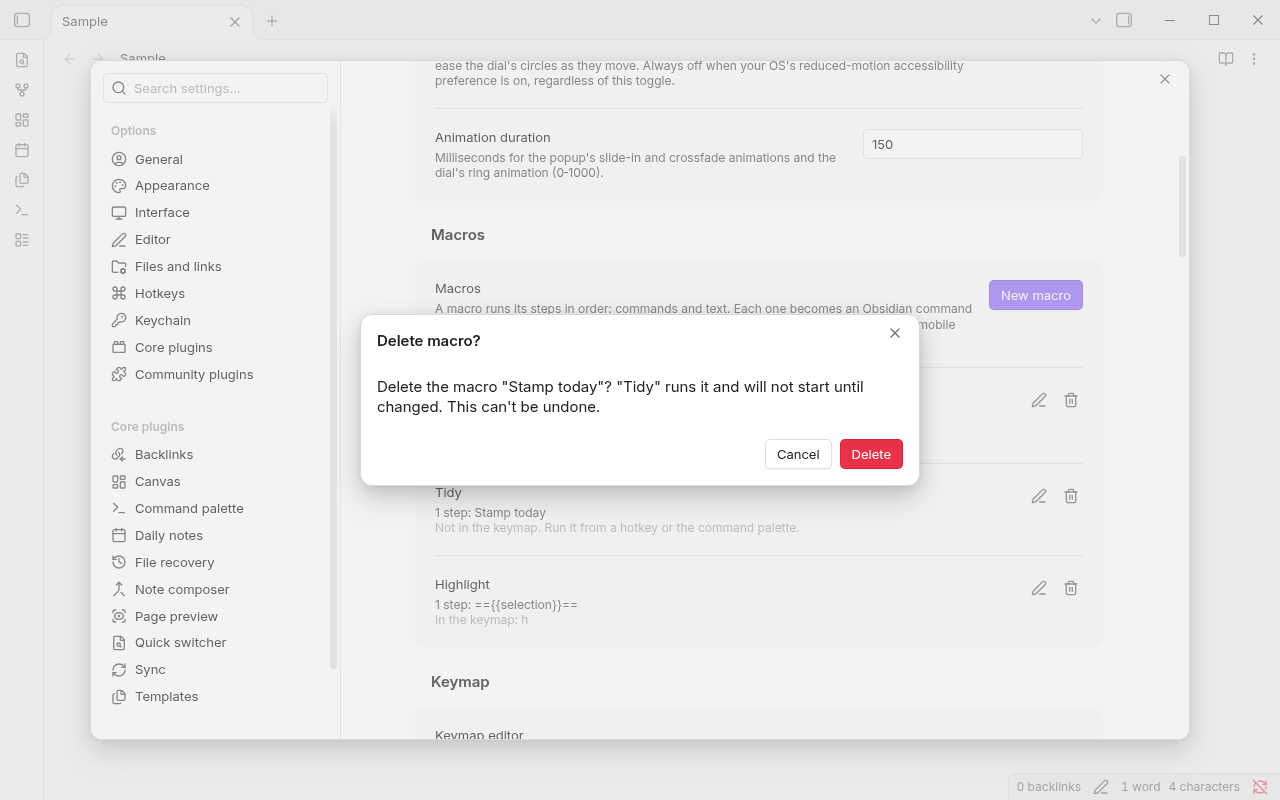 Sample
Sample
Search settings...
Options
General
Appearance
Interface
Editor
Files and links
Hotkeys
Keychain
Core plugins
Community plugins
Core plugins
Backlinks
Canvas
Command palette
Daily notes
File recovery
Note composer
Page preview
Quick switcher
Sync
Templates
ease the dial's circles as they move. Always off when your OS's reduced-motion accessibility
preference is on, regardless of this toggle.
Animation duration
Milliseconds for the popup's slide-in and crossfade animations and the
dial's ring animation (0-1000).
150
Macros
Macros
A macro runs its steps in order: commands and text. Each one becomes an Obsidian command
mobile
New macro
Delete macro?
Delete the macro "Stamp today"? "Tidy" runs it and will not start until
changed. This can't be undone.
Cancel
Delete
Tidy
1 step: Stamp today
Not in the keymap. Run it from a hotkey or the command palette.
Highlight
1 step: =={{selection}}==
In the keymap: h
Keymap
Keymap editor
0 backlinks
1 word
4 characters